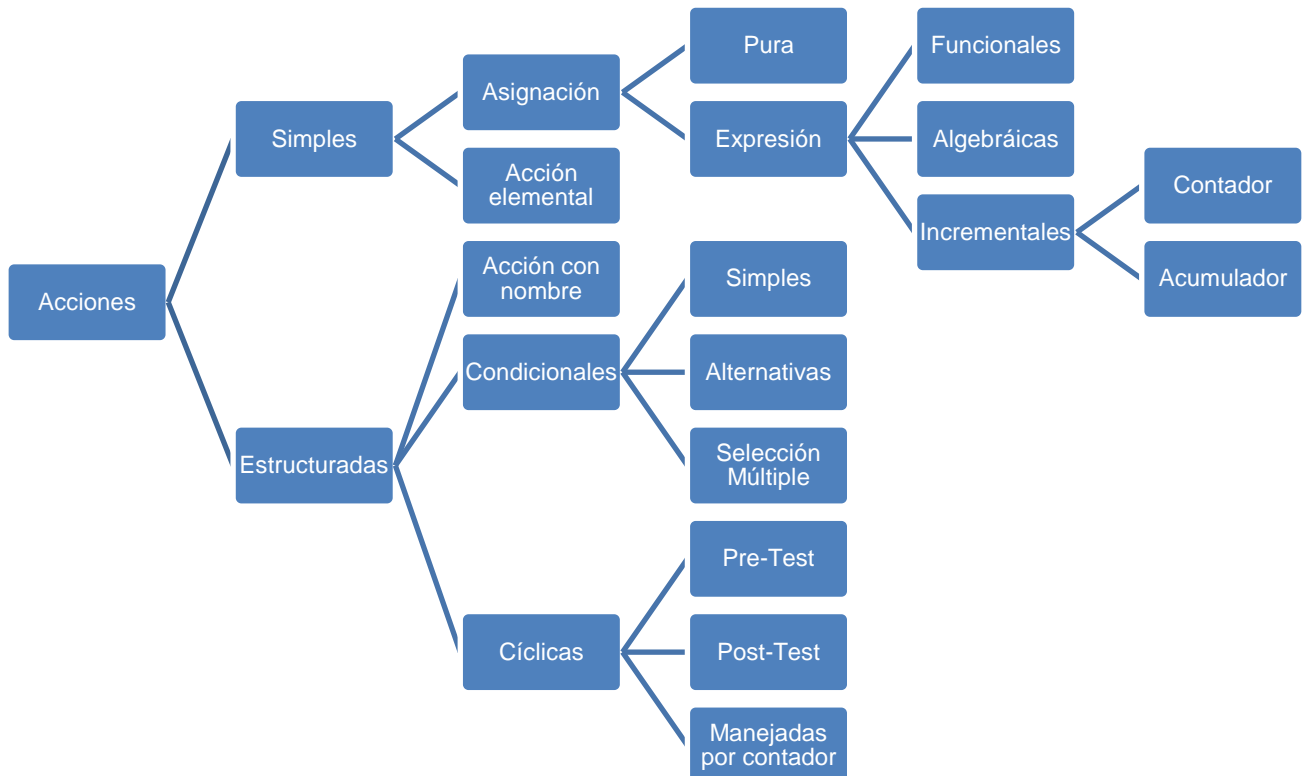 Acciones
Simples
Asignación
Pura
Expresión
Funcionales
Algebráicas
Incrementales
Contador
Acumulador
Acción
elemental
Estructuradas
Acción con
nombre
Condicionales
Simples
Alternativas
Selección
Múltiple
Cíclicas
Pre-Test
Post-Test
Manejadas
por contador